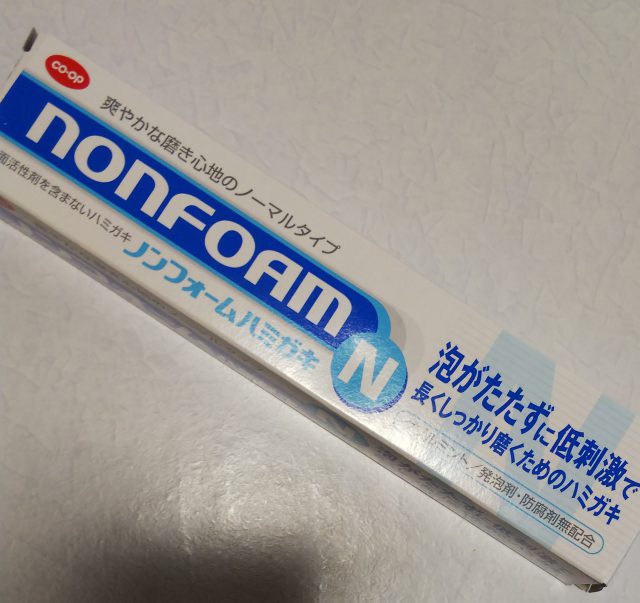 co·op
爽やかな磨き心地のノーマルタイプ
nonFOAM
面活性剤を含まないハミガキ
ノンフォームハミガキ
N
泡がたたずに低刺激で
長くしっかり磨くためのハミガキ
ミント／発泡剤・防腐剤無配合